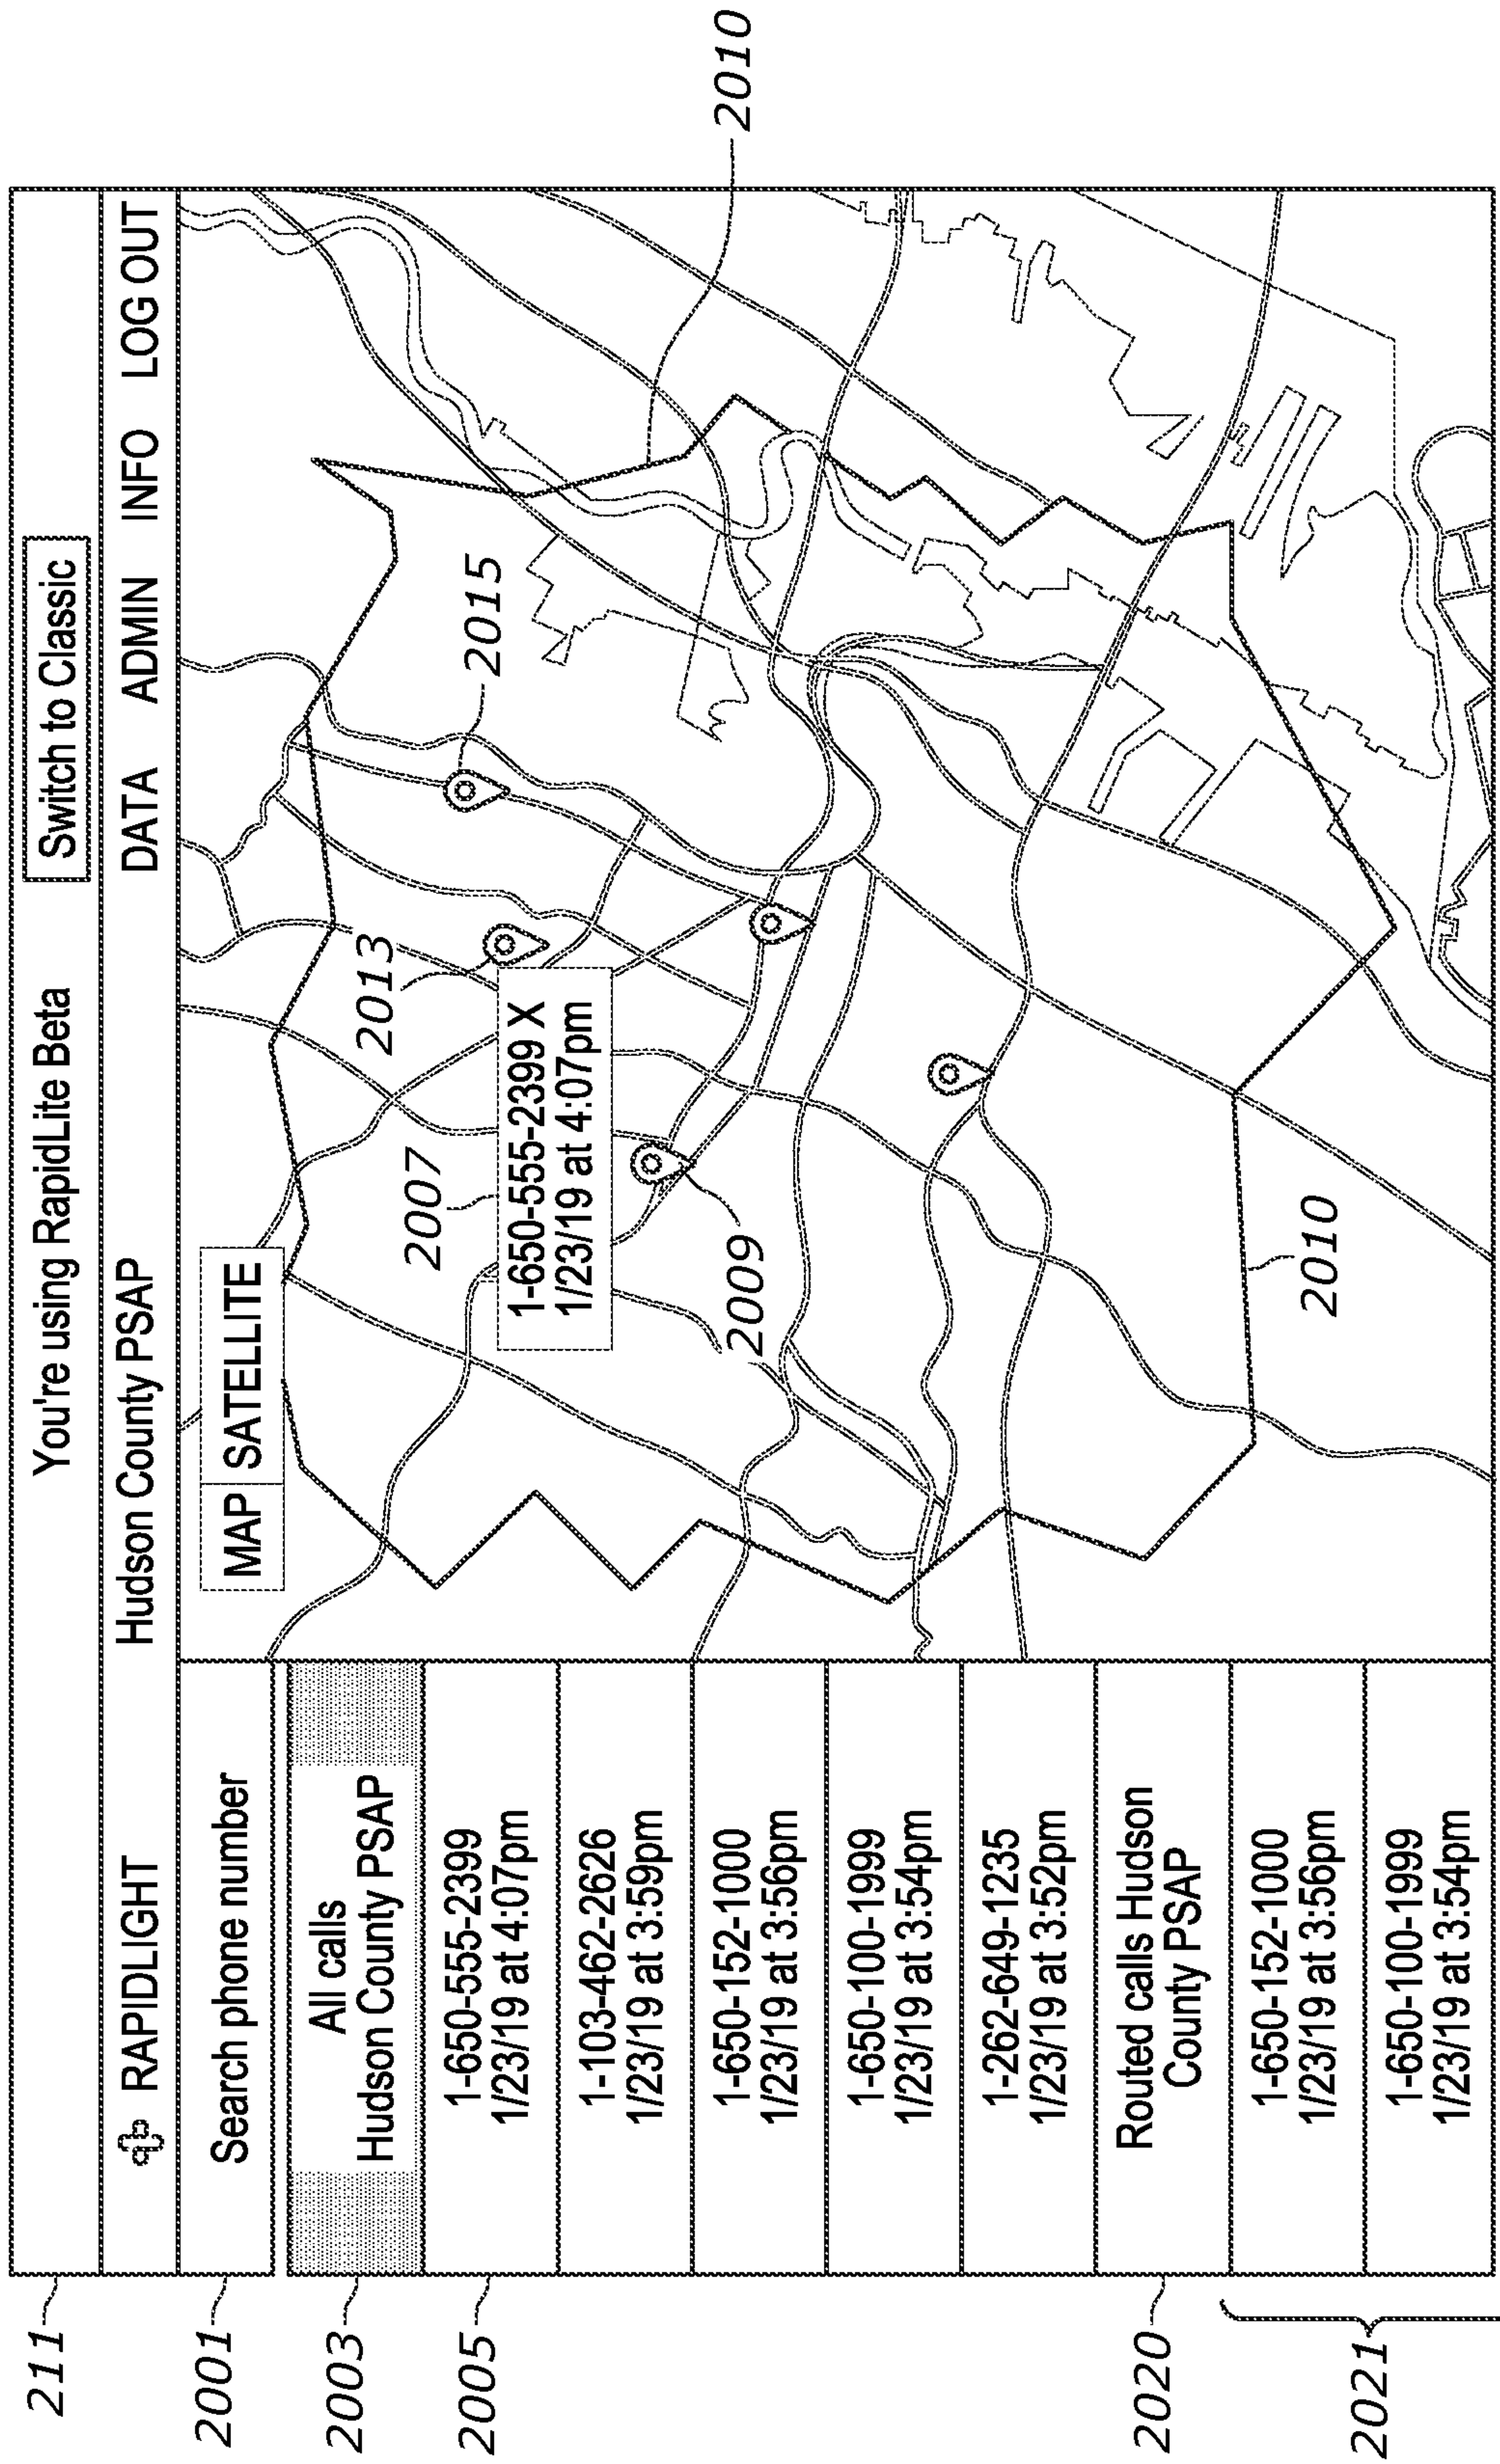 211
You're using RapidLite Beta
Switch to Classic
RAPIDLIGHT
Hudson County PSAP
DATA
ADMIN
INFO
LOG OUT
2001
Search phone number
MAP
SATELLITE
2003
All calls
Hudson County PSAP
2005
1-650-555-2399
1/23/19 at 4:07pm
1-103-462-2626
1/23/19 at 3:59pm
1-650-152-1000
1/23/19 at 3:56pm
1-650-100-1999
1/23/19 at 3:54pm
1-262-649-1235
1/23/19 at 3:52pm
2020
Routed calls Hudson
County PSAP
2021
1-650-152-1000
1/23/19 at 3:56pm
1-650-100-1999
1/23/19 at 3:54pm
2013
2015
2007
1-650-555-2399 X
1/23/19 at 4:07pm
2009
2010
2010